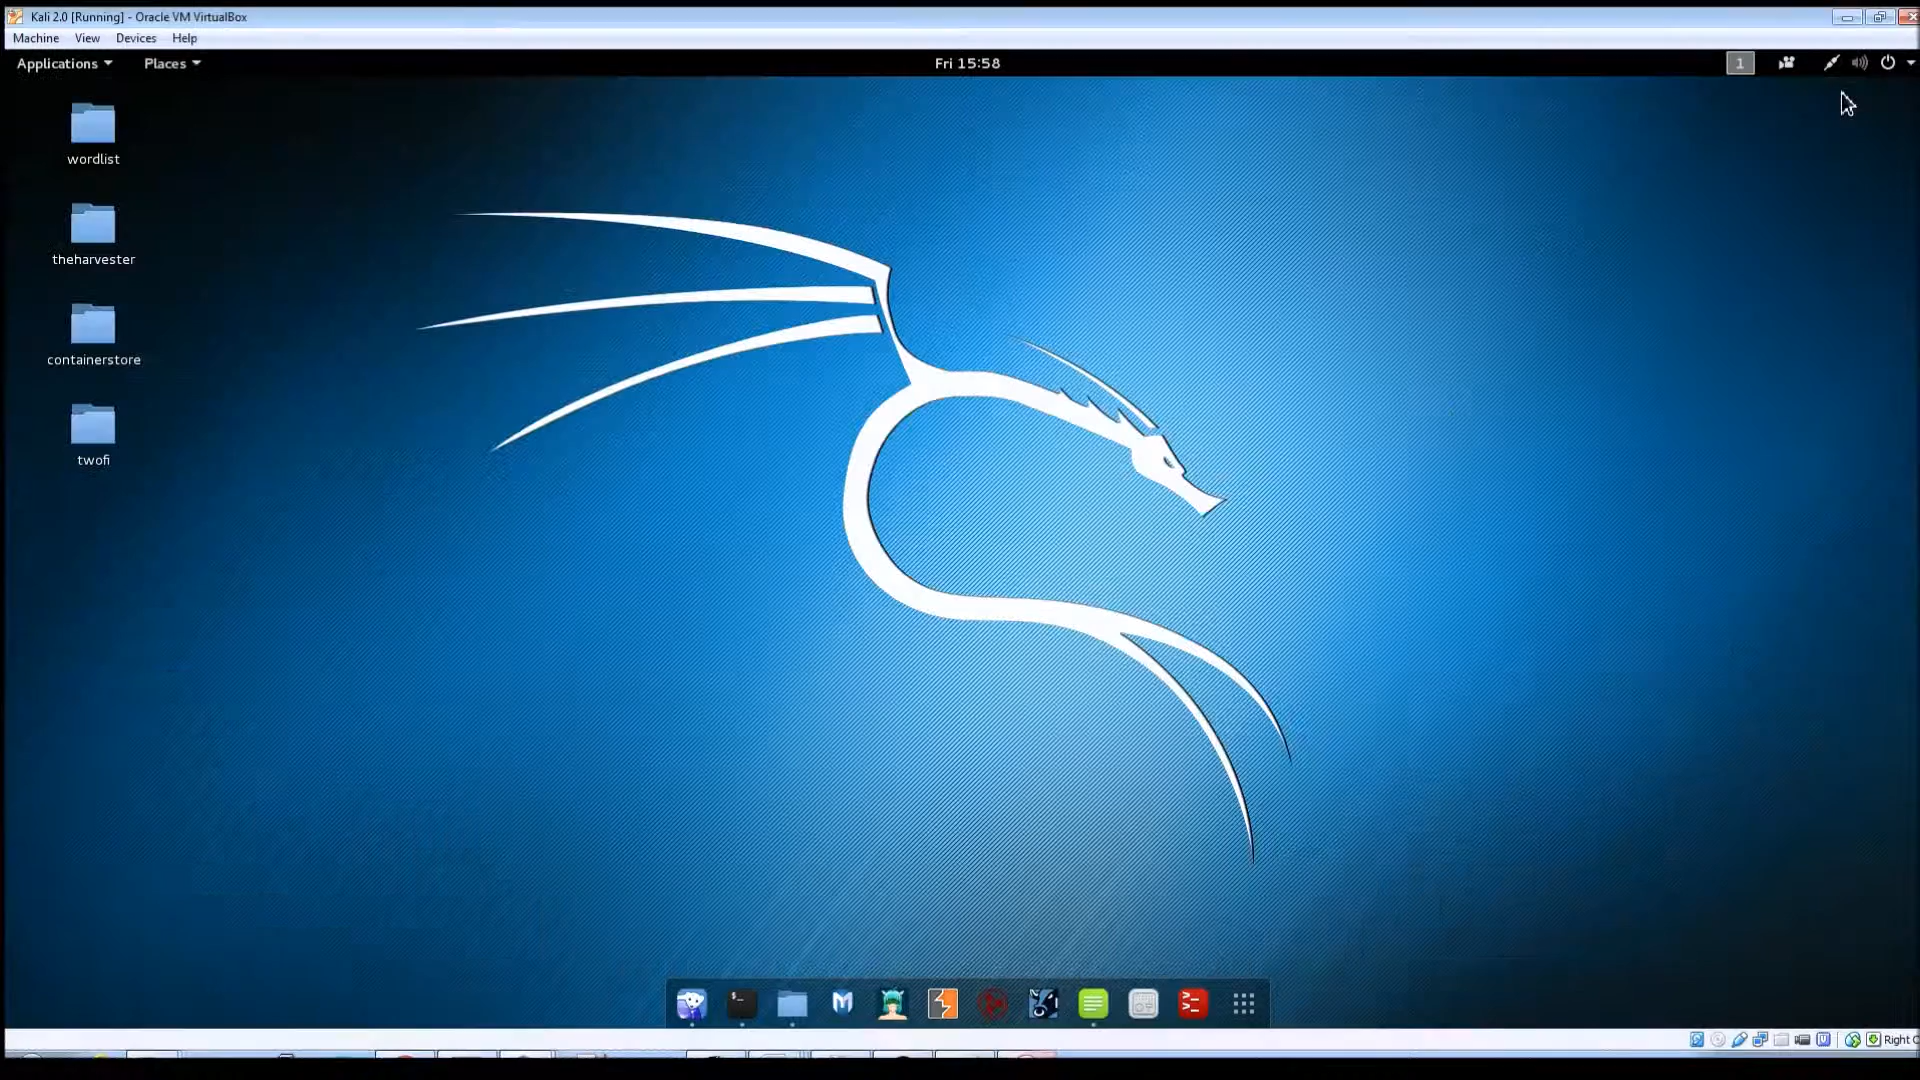 Kali 2.0 [Running] - Oracle VM VirtualBox
Machine View Devices Help
Applications Places Fri 15:58 1
wordlist
theharvester
containerstore
twofi
Right C